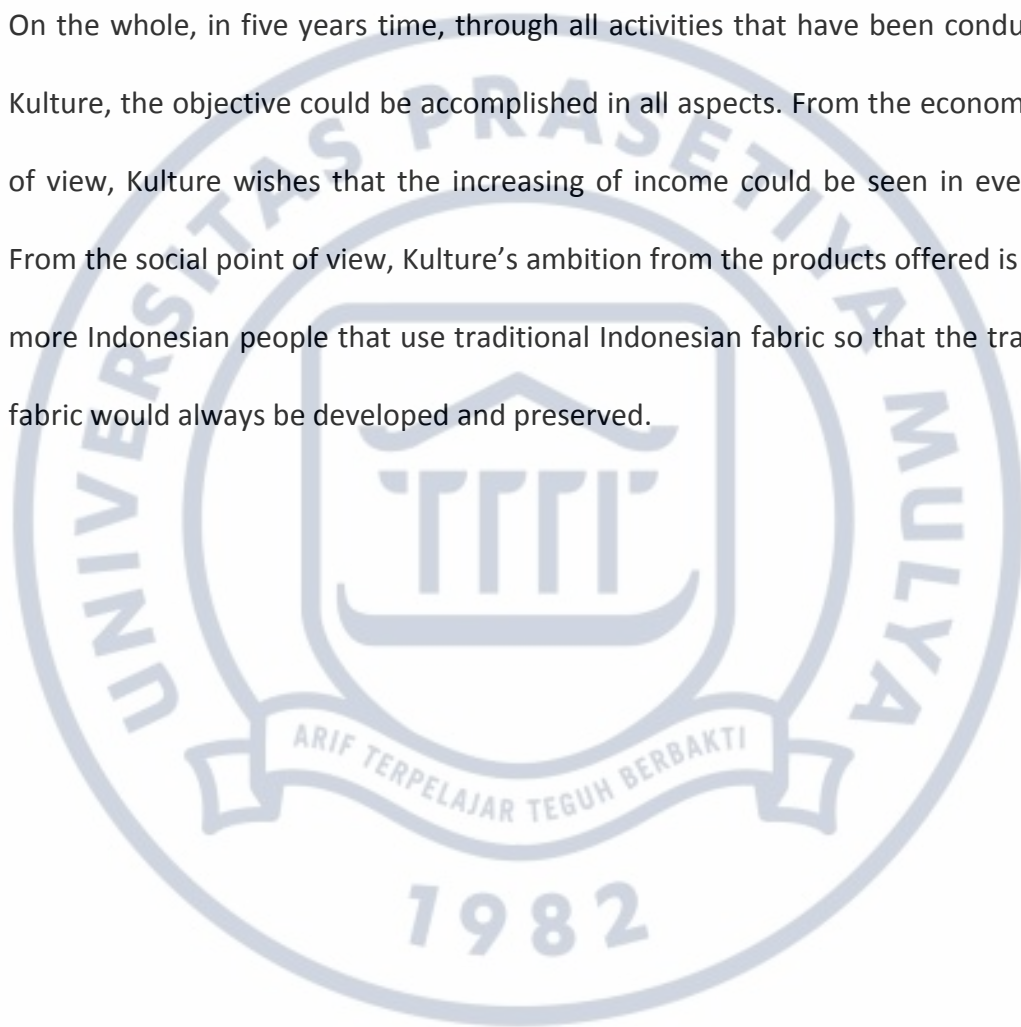 On the whole, in five years time, through all activities that have been condu
Kulture, the objective could be accomplished in all aspects. From the econom
of view, Kulture wishes that the increasing of income could be seen in eve
From the social point of view, Kulture's ambition from the products offered is
more Indonesian people that use traditional Indonesian fabric so that the tra
fabric would always be developed and preserved.
UNIVERSITAS PRASETIYA MULYA
ARIF TERPELAJAR TEGUH BERBAKTI
1982